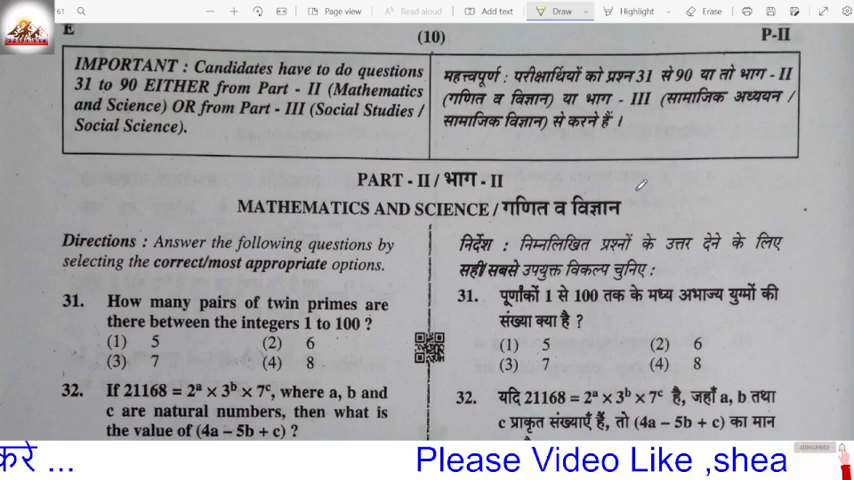 61
Page view
Read aloud
Add text
Draw
Highlight
Erase
E
(10)
P-II
IMPORTANT : Candidates have to do questions
31 to 90 EITHER from Part - II (Mathematics
and Science) OR from Part - III (Social Studies /
Social Science).
महत्त्वपूर्ण : परीक्षार्थियों को प्रश्न 31 से 90 या तो भाग - II
(गणित व विज्ञान) या भाग - III (सामाजिक अध्ययन /
सामाजिक विज्ञान) से करने हैं ।
PART - II / भाग - II
MATHEMATICS AND SCIENCE / गणित व विज्ञान
Directions : Answer the following questions by
selecting the correct/most appropriate options.
31. How many pairs of twin primes are
there between the integers 1 to 100 ?
(1) 5 (2) 6
(3) 7 (4) 8
32. If 21168 = 2ᵃ × 3ᵇ × 7ᶜ, where a, b and
c are natural numbers, then what is
the value of (4a – 5b + c) ?
निर्देश : निम्नलिखित प्रश्नों के उत्तर देने के लिए
सही/सबसे उपयुक्त विकल्प चुनिए :
31. पूर्णांकों 1 से 100 तक के मध्य अभाज्य युग्मों की
संख्या क्या है ?
(1) 5 (2) 6
(3) 7 (4) 8
32. यदि 21168 = 2ᵃ × 3ᵇ × 7ᶜ है, जहाँ a, b तथा
c प्राकृत संख्याएँ हैं, तो (4a – 5b + c) का मान
SUBSCRIBED
करे ...
Please Video Like ,shea